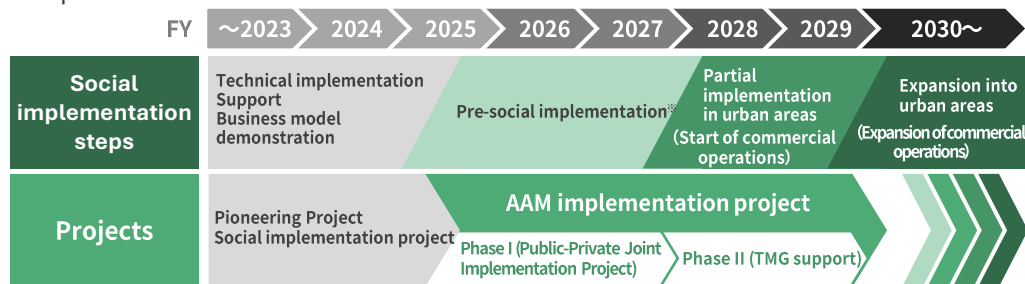 FY
～2023
2024
2025
2026
2027
2028
2029
2030～
Social
implementation
steps
Technical implementation
Support
Business model
demonstration
Pre-social implementation※
Partial
implementation
in urban areas
(Start of commercial
operations)
Expansion into
urban areas
(Expansion of commercial
operations)
Projects
Pioneering Project
Social implementation project
AAM implementation project
Phase I (Public-Private Joint
Implementation Project)
Phase II (TMG support)